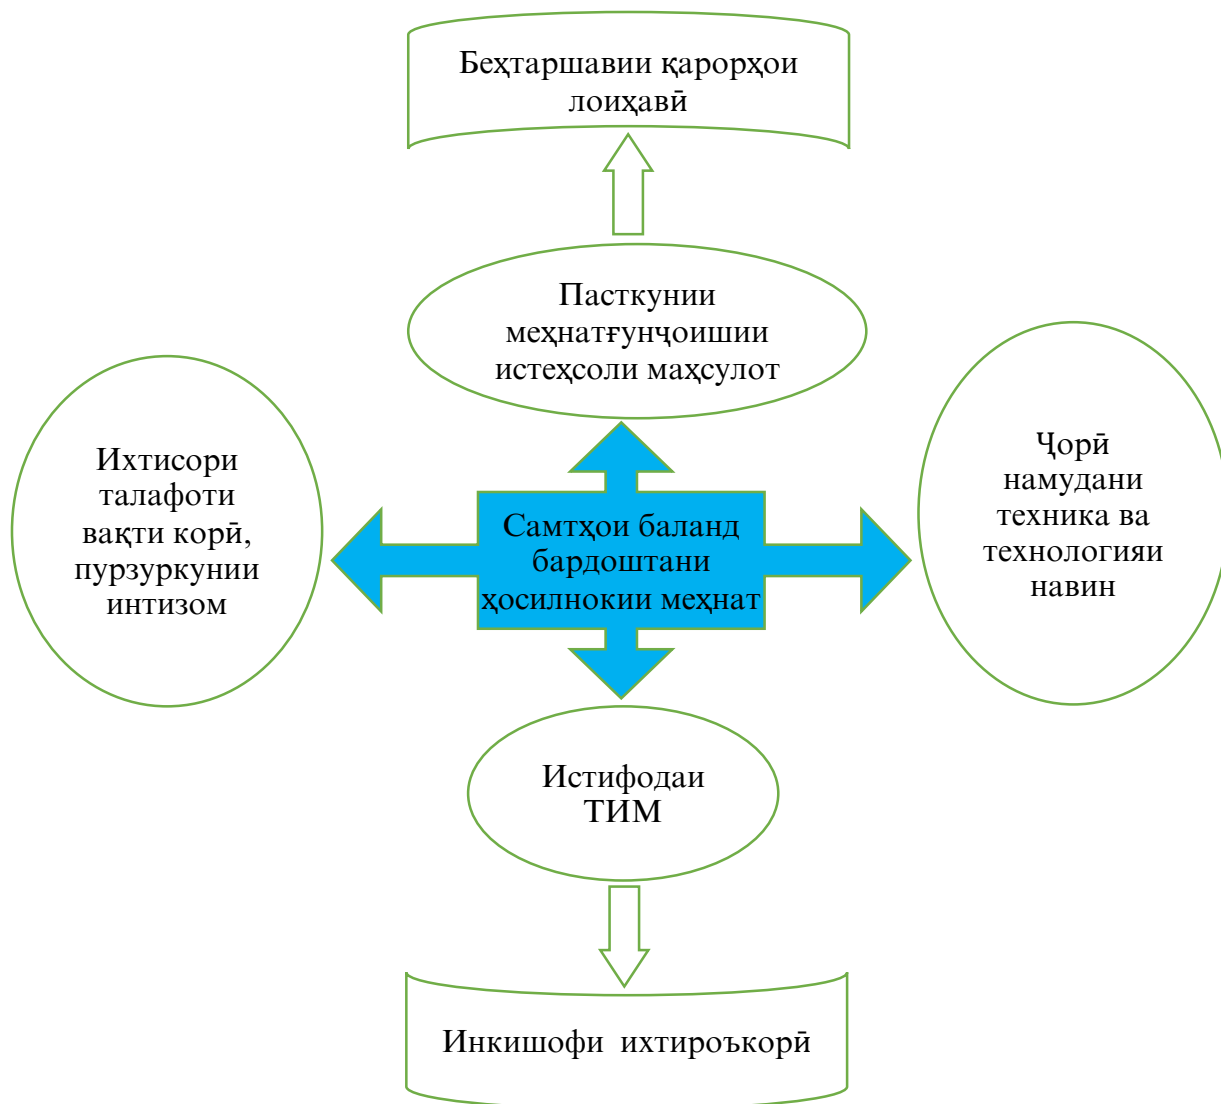 Беҳтаршавии қарорҳои
лоиҳавӣ
Пасткунии
меҳнатғунҷоишии
истеҳсоли маҳсулот
Ихтисори
талафоти
вақти корӣ,
пурзуркунии
интизом
Самтҳои баланд
бардоштани
ҳосилнокии меҳнат
Ҷорӣ
намудани
техника ва
технологияи
навин
Истифодаи
ТИМ
Инкишофи ихтироъкорӣ